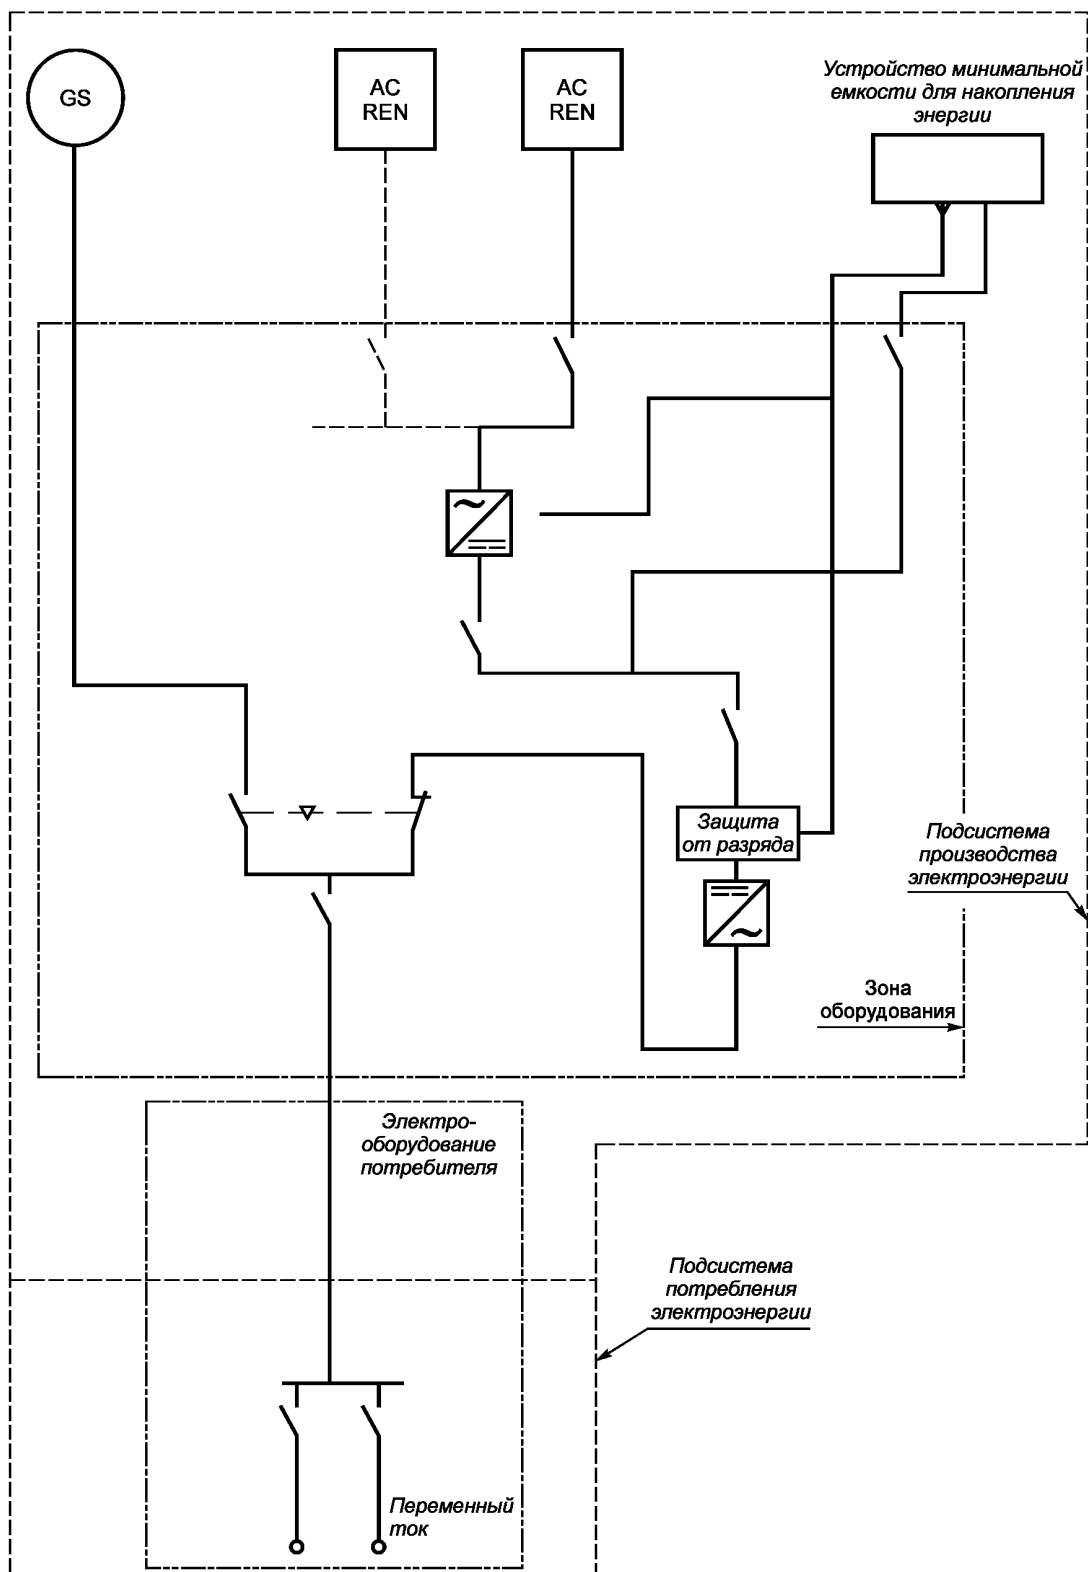 GS
AC
REN
AC
REN
Устройство минимальной
емкости для накопления
энергии
Защита
от разряда
Подсистема
производства
электроэнергии
Зона
оборудования
Электро-
оборудование
потребителя
Подсистема
потребления
электроэнергии
Переменный
ток